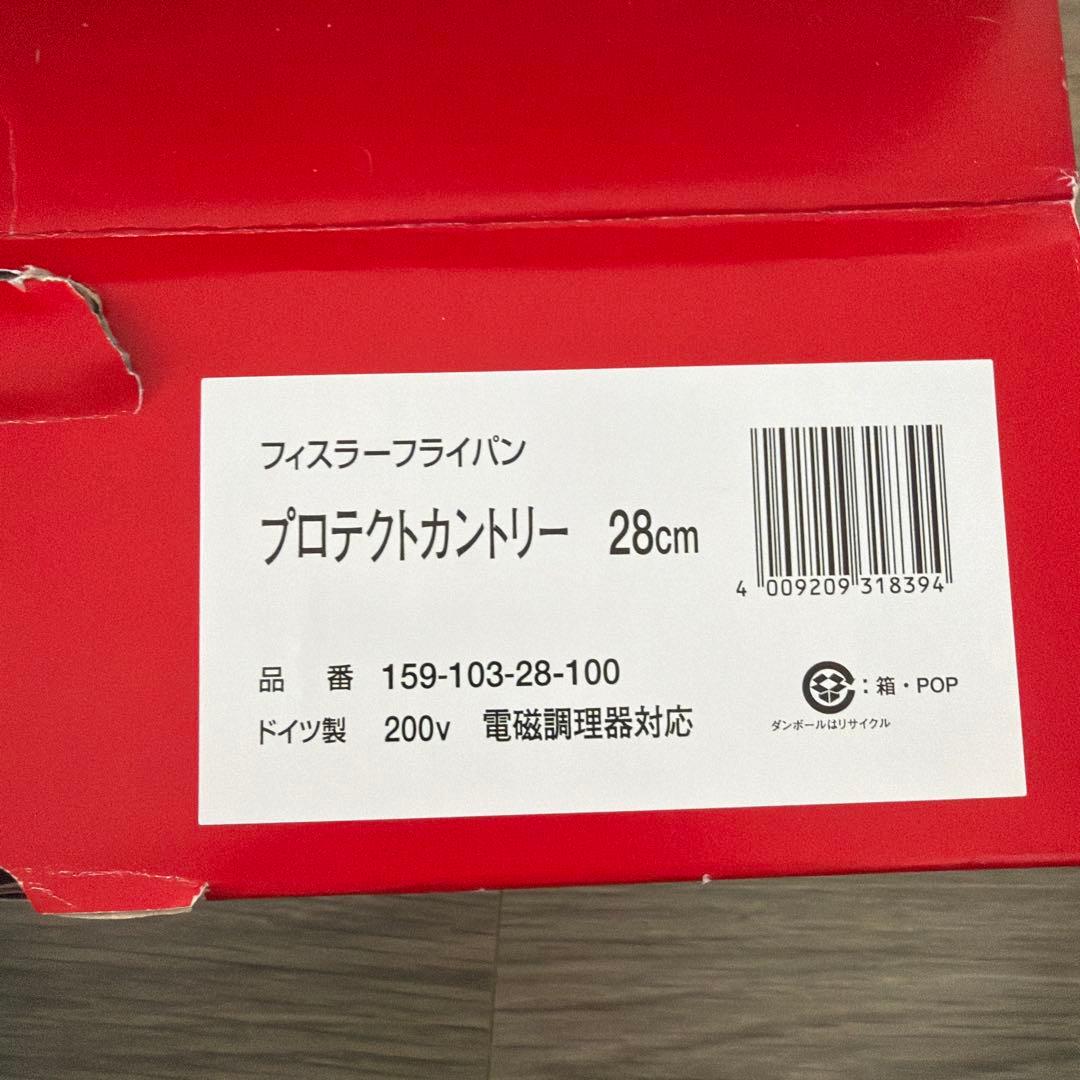 フィスラーフライパン
プロテクトカントリー 28cm
4 009209 318394
品 番 159-103-28-100
ドイツ製 200v 電磁調理器対応
:箱・POP
ダンボールはリサイクル